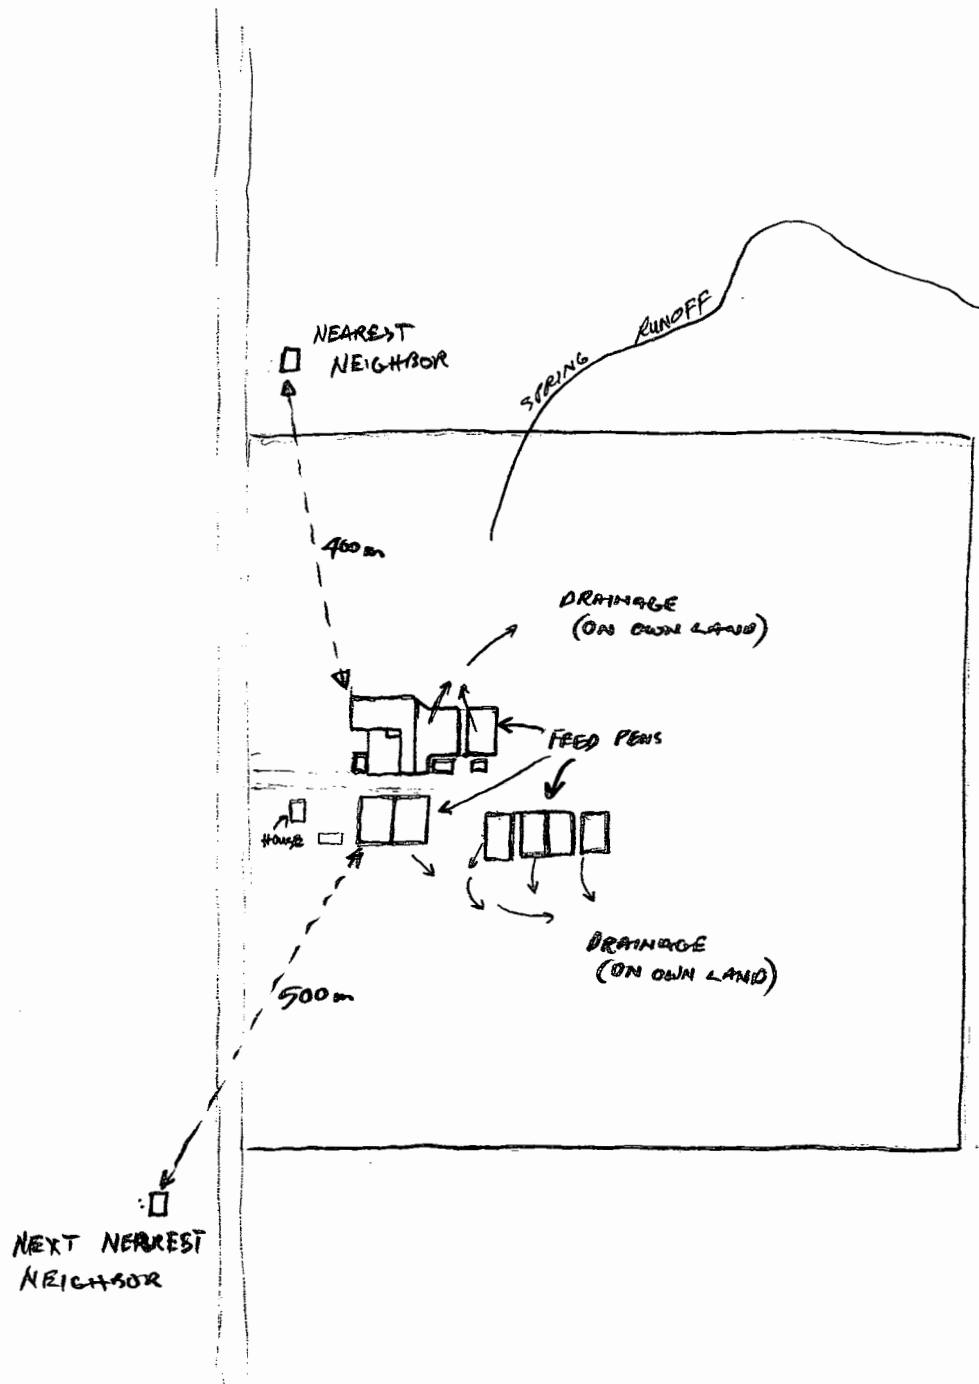 NEAREST
NEIGHBOR
SPRING RUNOFF
400m
DRAINAGE
(ON OWN LAND)
FEED PENS
HOUSE
DRAINAGE
(ON OWN LAND)
500m
NEXT NEAREST
NEIGHBOR